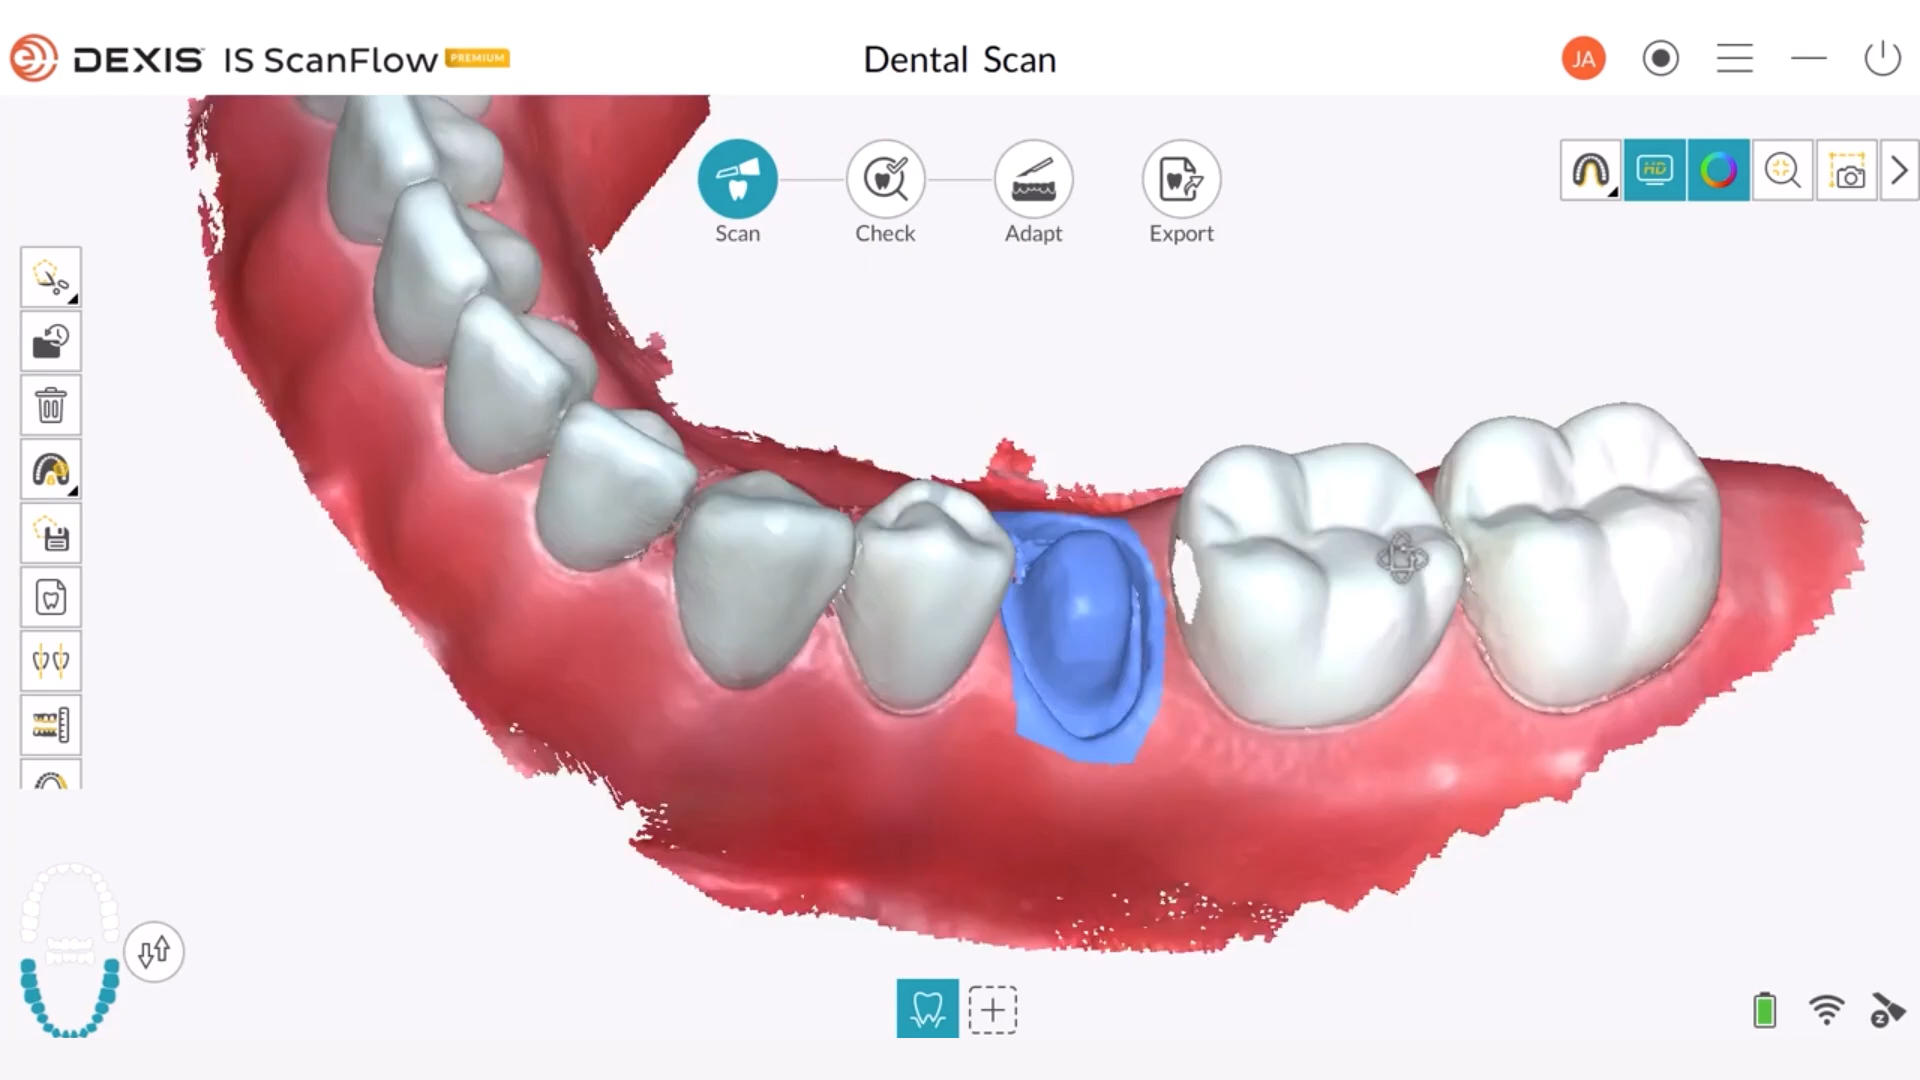 DEXIS IS ScanFlow PREMIUM
Dental Scan
JA
Scan
Check
Adapt
Export
HD
z